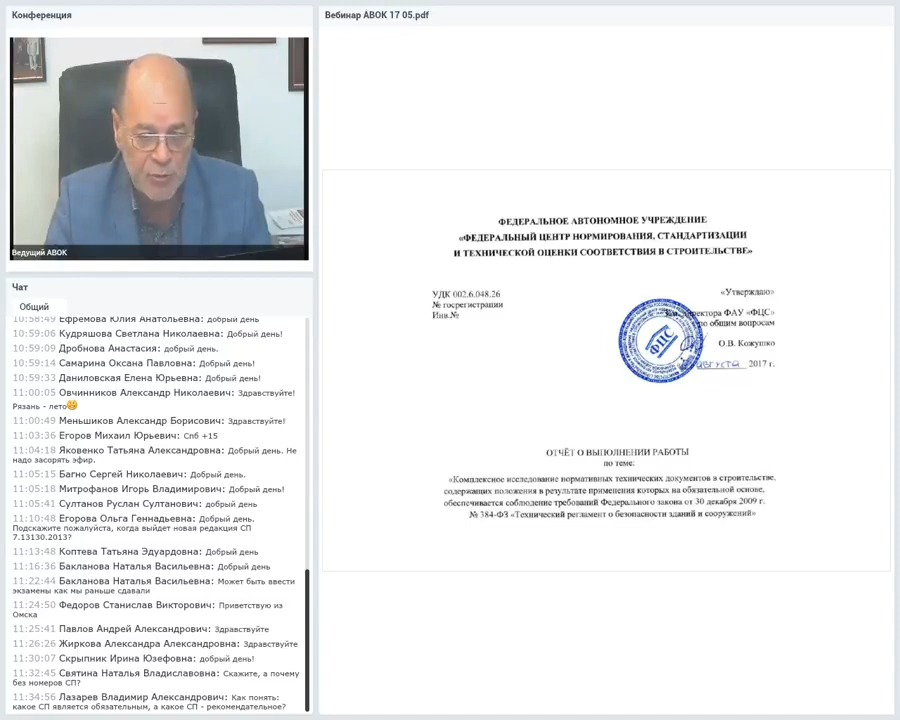 Конференция
Ведущий АВОК
Чат
Общий
10:58:49 Ефремова Юлия Анатольевна: добрый день
10:59:06 Кудряшова Светлана Николаевна: Добрый день!
10:59:09 Дробнова Анастасия: добрый день.
10:59:14 Самарина Оксана Павловна: Добрый день!
10:59:33 Даниловская Елена Юрьевна: Добрый день!
11:00:05 Овчинников Александр Николаевич: Здравствуйте!
Рязань - лето
11:00:49 Меньшиков Александр Борисович: Здравствуйте!
11:03:36 Егоров Михаил Юрьевич: Спб +15
11:04:18 Яковенко Татьяна Александровна: Добрый день. Не
надо засорять эфир.
11:05:15 Багно Сергей Николаевич: Добрый день.
11:05:18 Митрофанов Игорь Владимирович: Добрый день!
11:05:41 Султанов Руслан Султанович: добрый день
11:10:48 Егорова Ольга Геннадьевна: Добрый день.
Подскажите пожалуйста, когда выйдет новая редакция СП
7.13130.2013?
11:13:48 Коптева Татьяна Эдуардовна: Добрый день
11:16:36 Бакланова Наталья Васильевна: Добрый день
11:22:44 Бакланова Наталья Васильевна: Может быть ввести
экзамены как мы раньше сдавали
11:24:50 Федоров Станислав Викторович: Приветствую из
Омска
11:25:41 Павлов Андрей Александрович: Здравствуйте
11:26:26 Жиркова Александра Александровна: Здравствуйте
11:30:07 Скрыпник Ирина Юзефовна: добрый день!
11:32:45 Святина Наталья Владиславовна: Скажите, а почему
без номеров СП?
11:34:56 Лазарев Владимир Александрович: Как понять:
какое СП является обязательным, а какое СП - рекомендательное?
Вебинар АВОК 17 05.pdf
ФЕДЕРАЛЬНОЕ АВТОНОМНОЕ УЧРЕЖДЕНИЕ
«ФЕДЕРАЛЬНЫЙ ЦЕНТР НОРМИРОВАНИЯ, СТАНДАРТИЗАЦИИ
И ТЕХНИЧЕСКОЙ ОЦЕНКИ СООТВЕТСТВИЯ В СТРОИТЕЛЬСТВЕ»
УДК 002.6.048.26
№ госрегистрации
Инв.№
«Утверждаю»
директора ФАУ «ФЦС»
по общим вопросам
О.В. Кожушко
августа 2017 г.
ФЦС
ОТЧЁТ О ВЫПОЛНЕНИИ РАБОТЫ
по теме:
«Комплексное исследование нормативных технических документов в строительстве,
содержащих положения в результате применения которых на обязательной основе,
обеспечивается соблюдение требований Федерального закона от 30 декабря 2009 г.
№ 384-ФЗ «Технический регламент о безопасности зданий и сооружений»